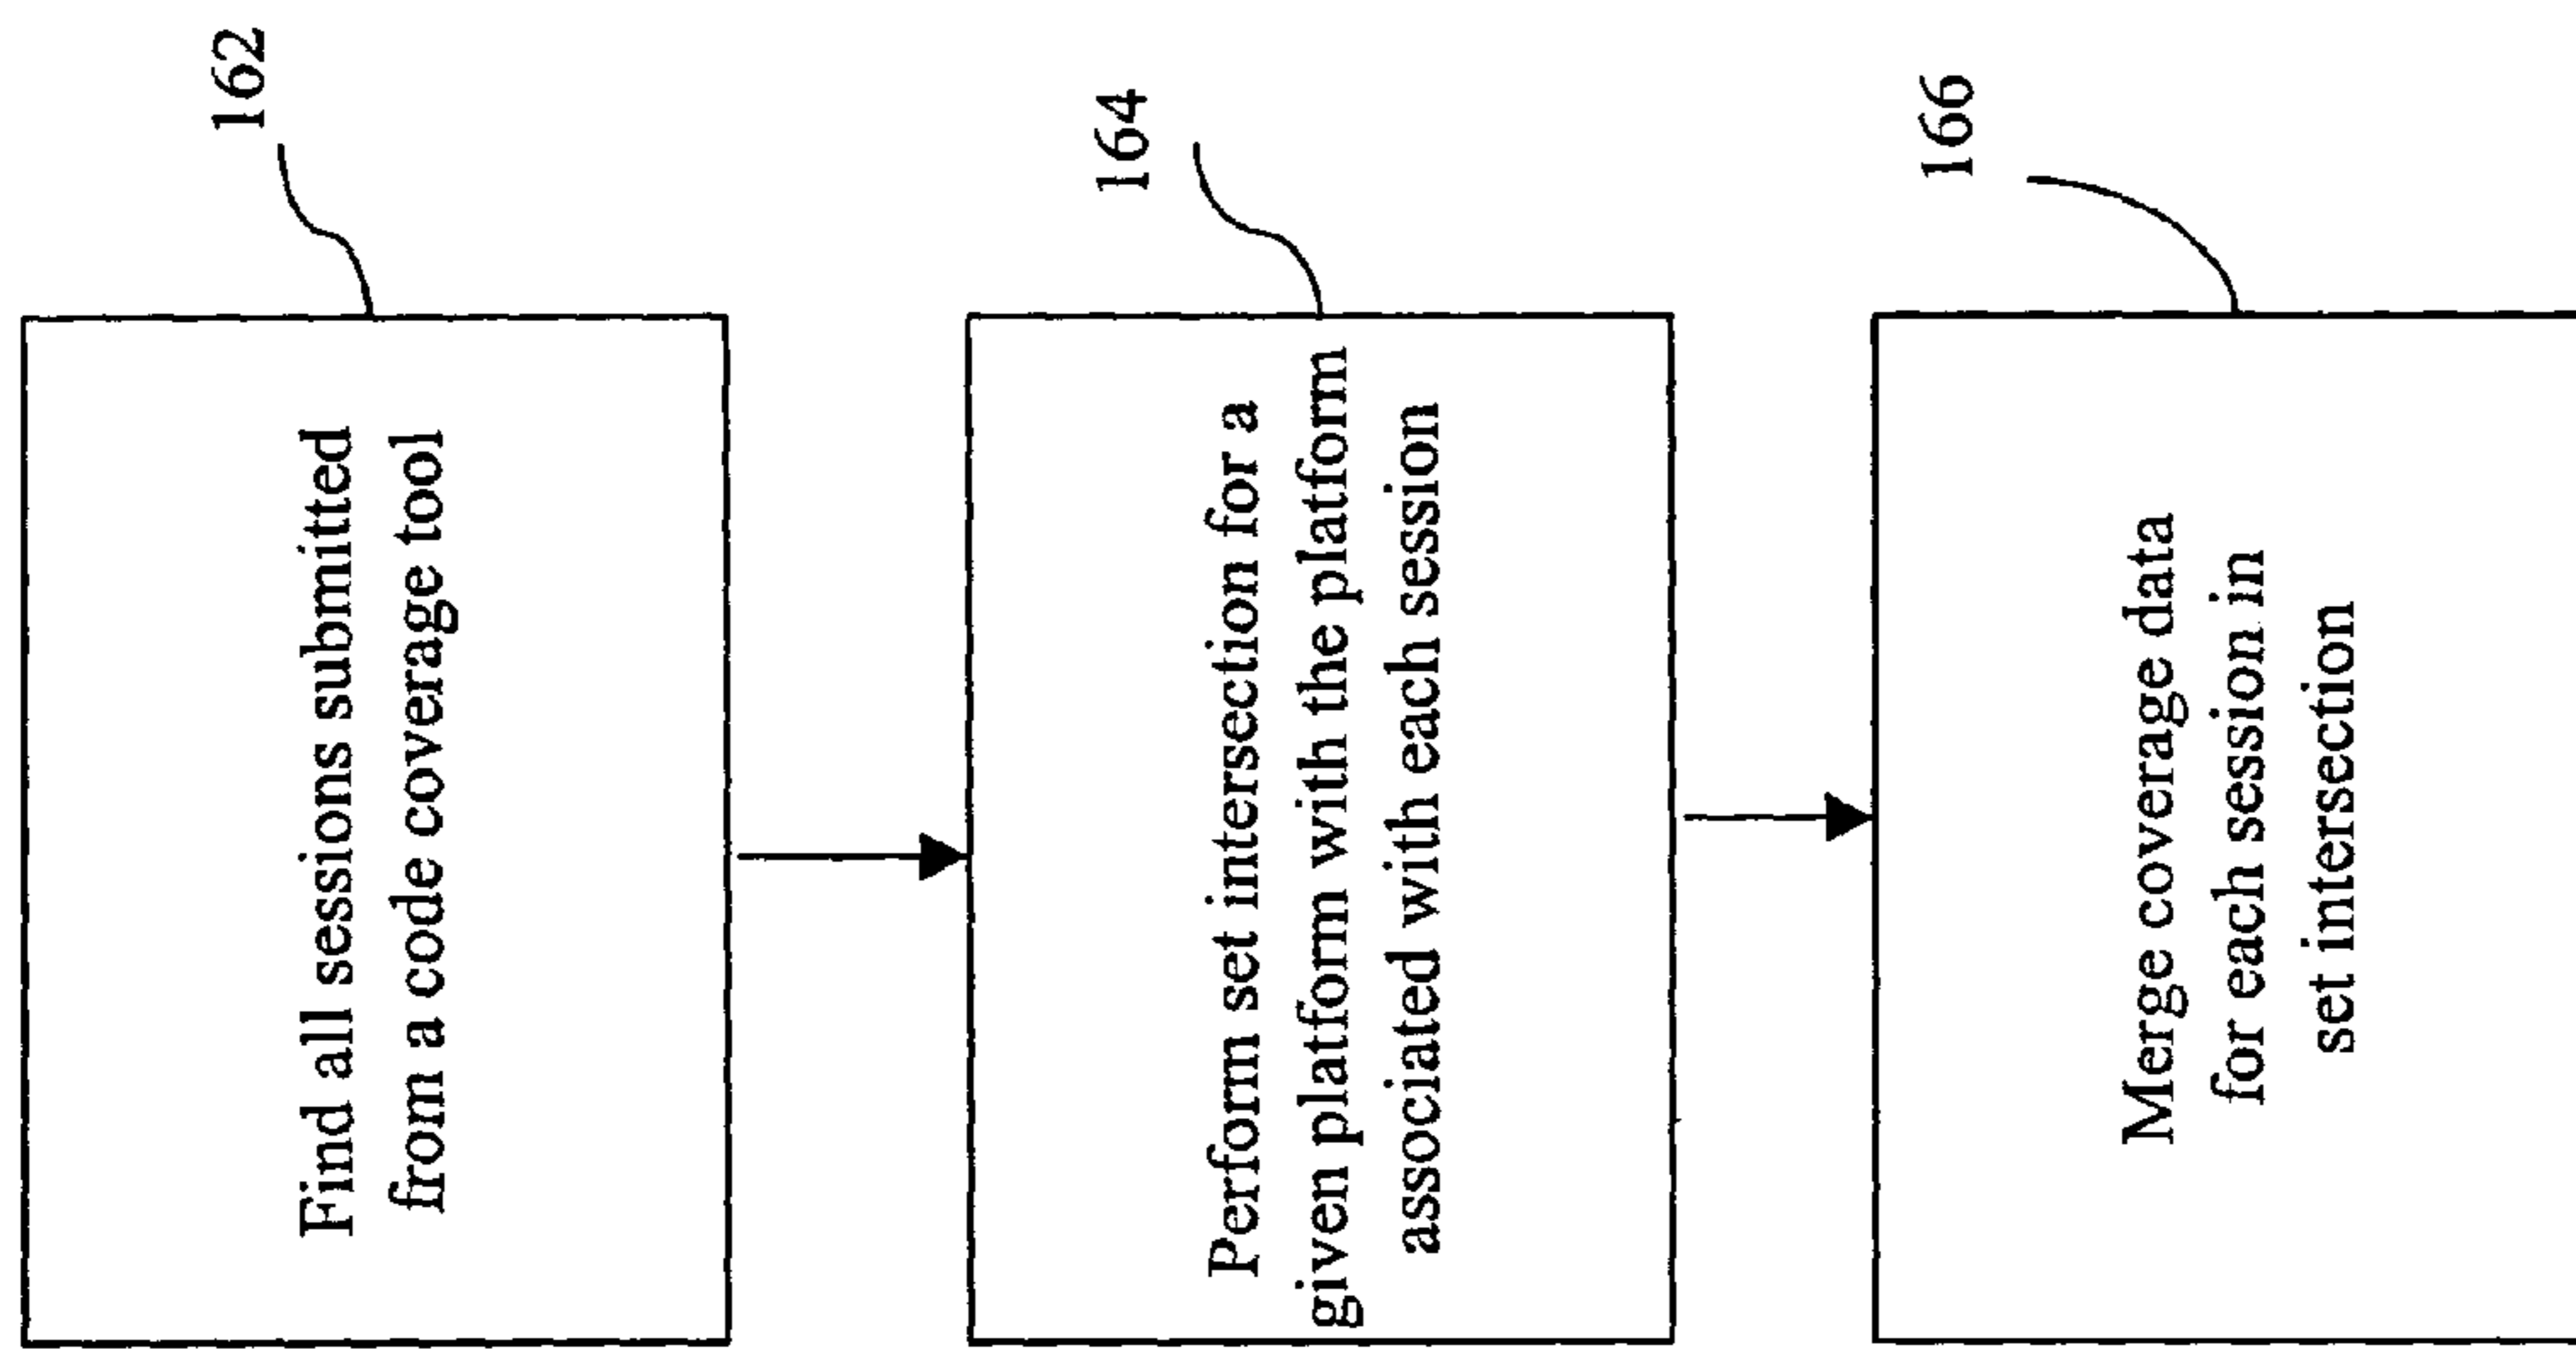 162
Find all sessions submitted
from a code coverage tool
164
Perform set intersection for a
given platform with the platform
associated with each session
166
Merge coverage data
for each session in
set intersection